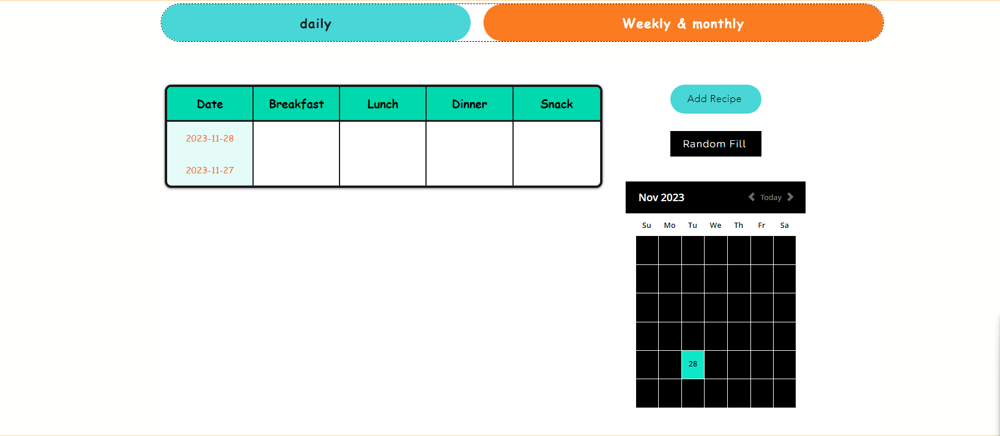 daily
Weekly & monthly
Date Breakfast Lunch Dinner Snack
2023-11-28
2023-11-27
Add Recipe
Random Fill
Nov 2023 Today
Su Mo Tu We Th Fr Sa
28